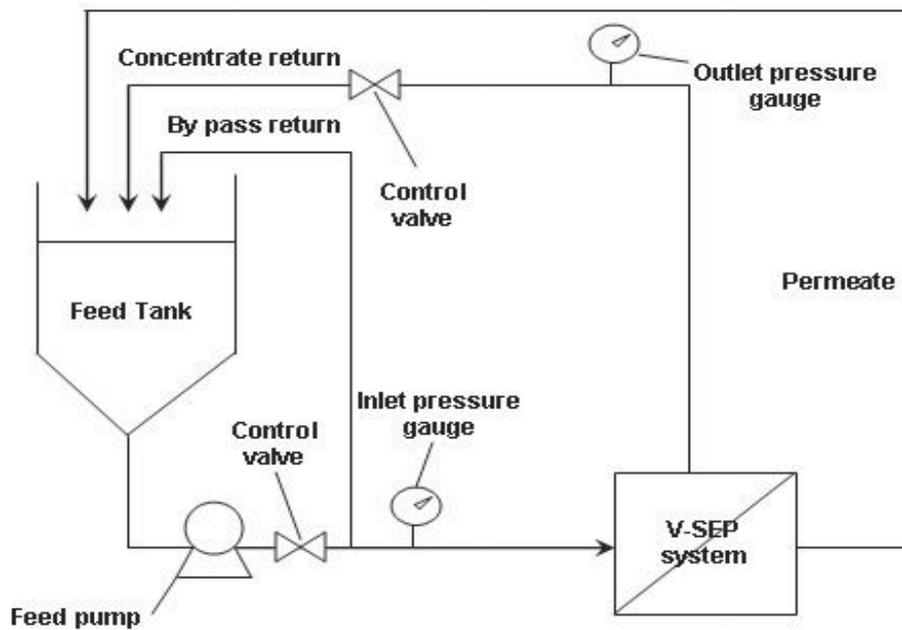 Concentrate return
Outlet pressure
gauge
By pass return
Control
valve
Permeate
Feed Tank
Inlet pressure
gauge
Control
valve
V-SEP
system
Feed pump